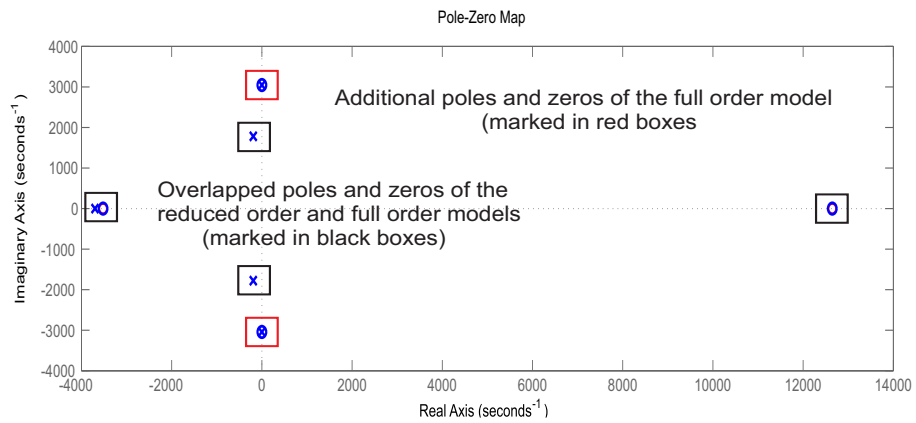 Pole-Zero Map
Imaginary Axis (seconds-1 )
4000
3000
2000
1000
0
-1000
-2000
-3000
-4000
Additional poles and zeros of the full order model
(marked in red boxes
Overlapped poles and zeros of the
reduced order and full order models
(marked in black boxes)
-4000 -2000 0 2000 4000 6000 8000 10000 12000 14000
Real Axis (seconds-1)